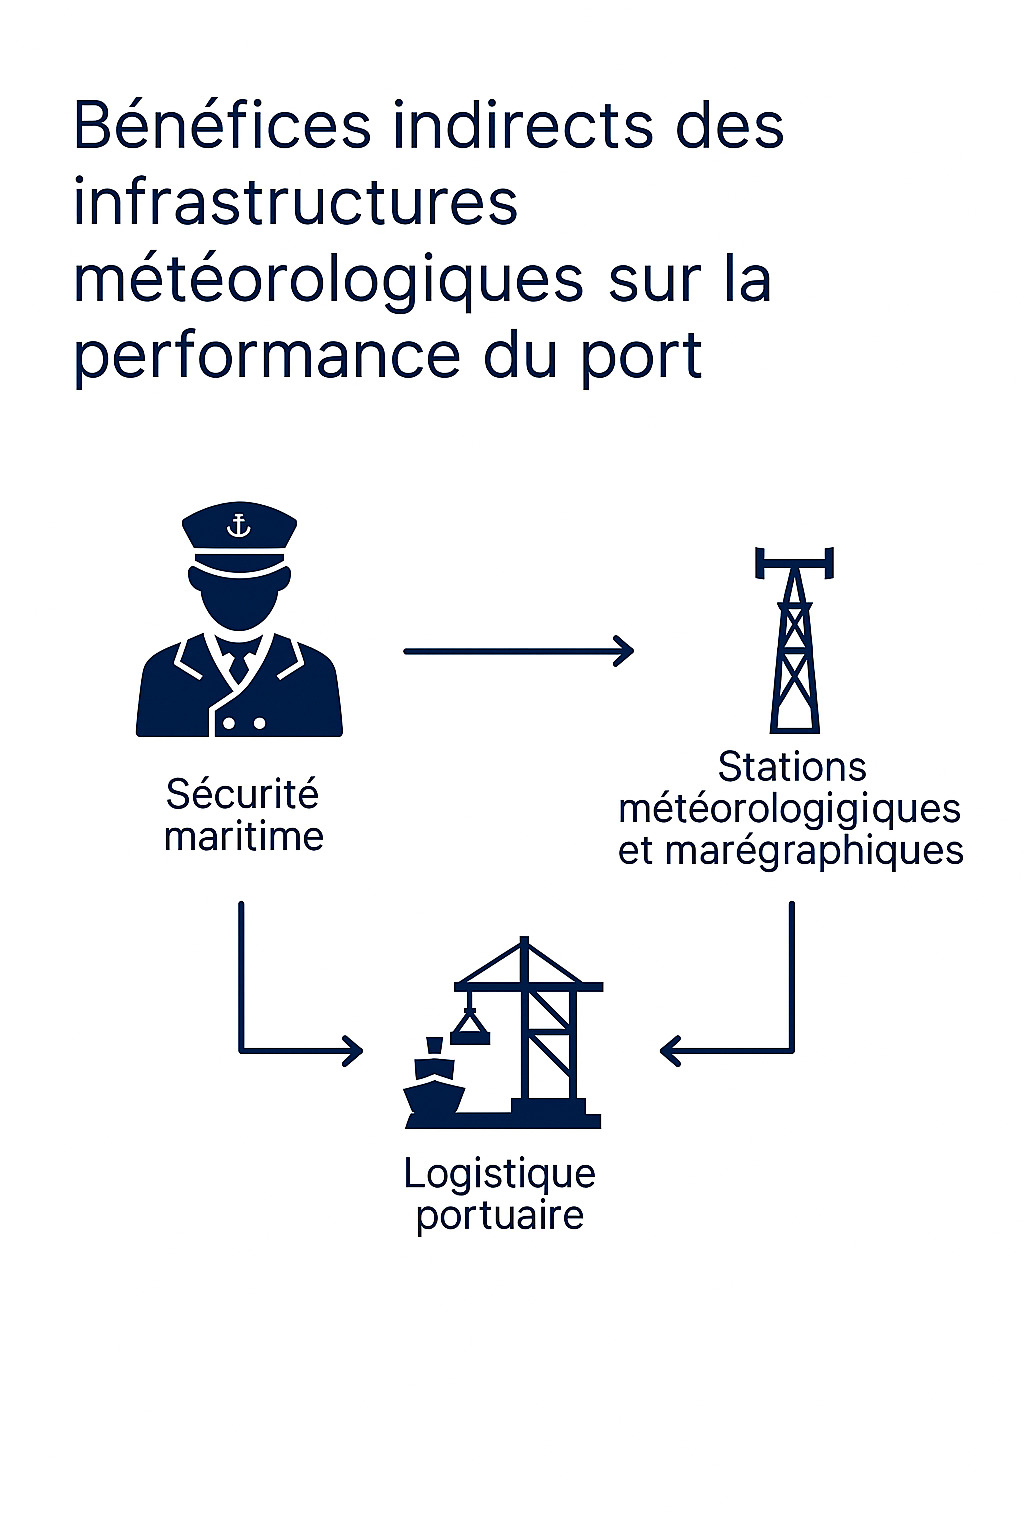 Bénéfices indirects des
infrastructures
météorologiques sur la
performance du port
Sécurité
maritime
Stations
météorologigiques
et marégraphiques
Logistique
portuaire